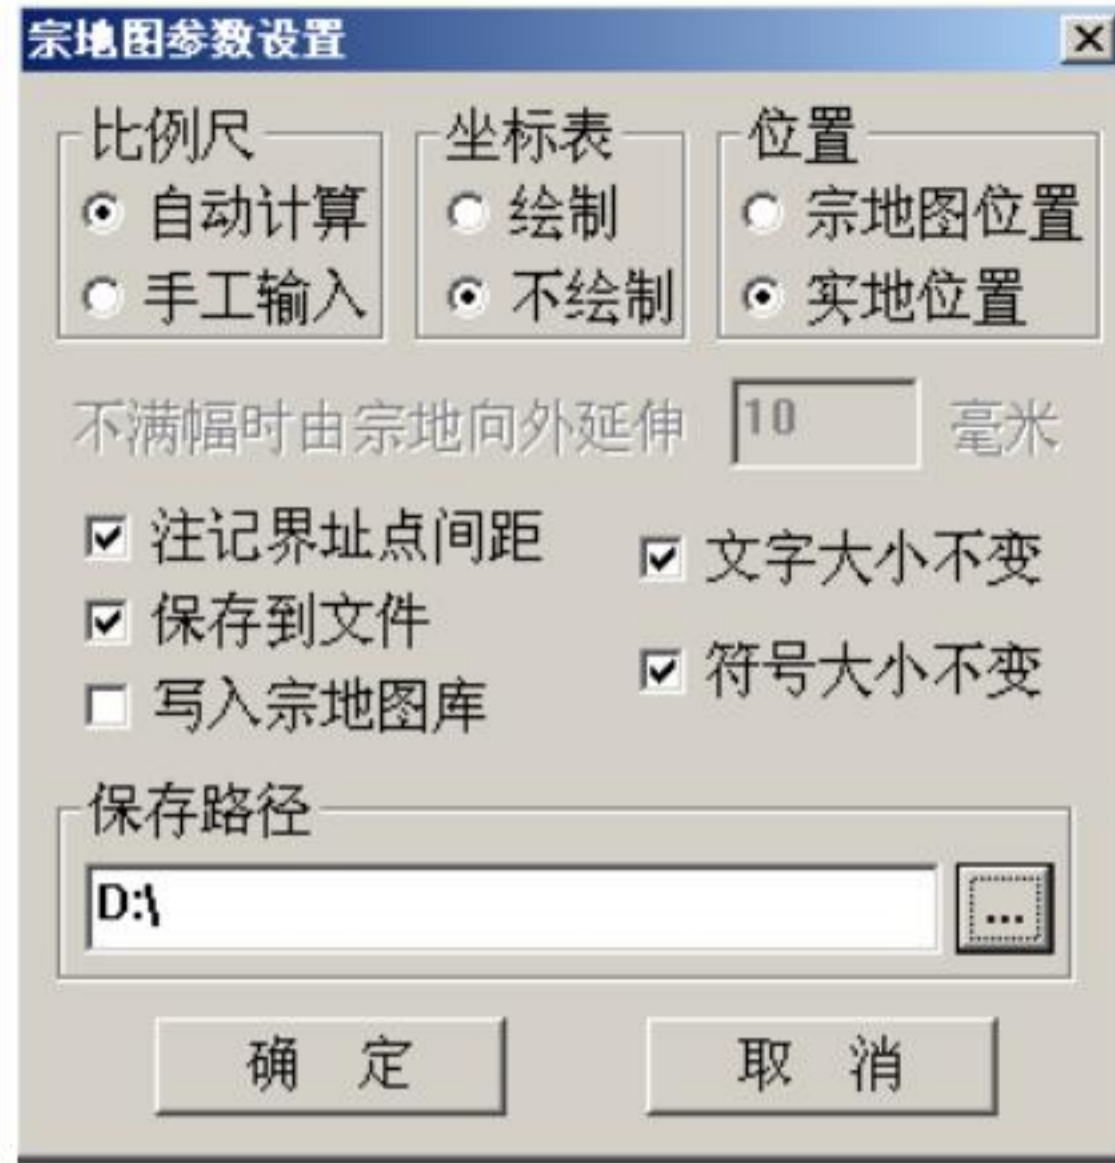 宗地图参数设置
比例尺 坐标表 位置
自动计算 绘制 宗地图位置
手工输入 不绘制 实地位置
不满幅时由宗地向外延伸 10 毫米
注记界址点间距
文字大小不变
保存到文件
符号大小不变
写入宗地图库
保存路径
D:\
...
确 定 取 消